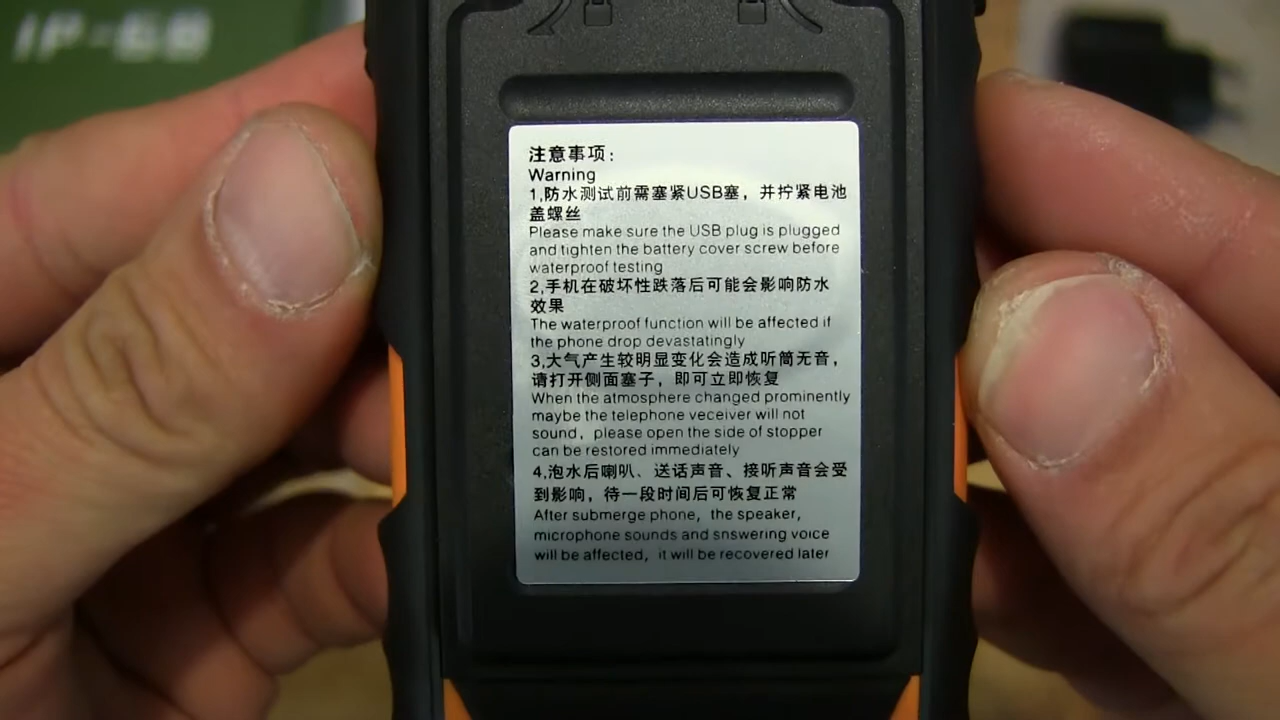 IP-68
注意事项：
Warning
1,防水测试前需塞紧USB塞，并拧紧电池
盖螺丝
Please make sure the USB plug is plugged
and tighten the battery cover screw before
waterproof testing
2,手机在破坏性跌落后可能会影响防水
效果
The waterproof function will be affected if
the phone drop devastatingly
3,大气产生较明显变化会造成听筒无音，
请打开侧面塞子，即可立即恢复
When the atmosphere changed prominently
maybe the telephone veceiver will not
sound，please open the side of stopper
can be restored immediately
4,泡水后喇叭、送话声音、接听声音会受
到影响，待一段时间后可恢复正常
After submerge phone，the speaker，
microphone sounds and snswering voice
will be affected，it will be recovered later